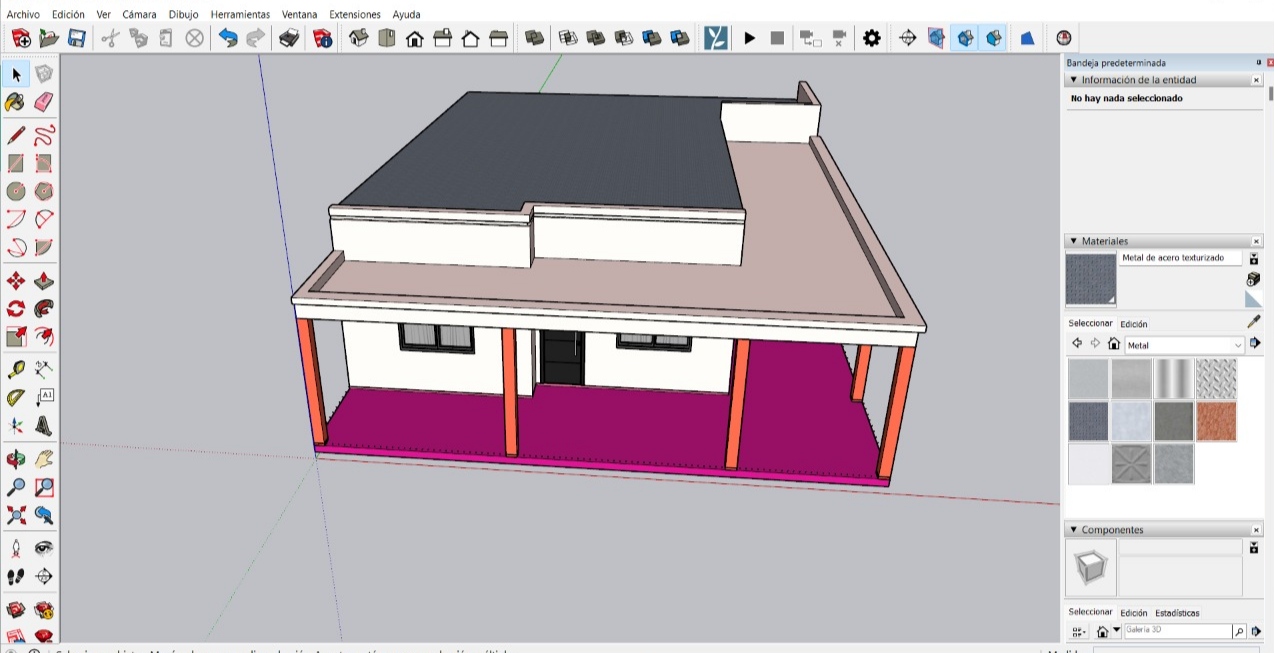 Archivo Edición Ver Cámara Dibujo Herramientas Ventana Extensiones Ayuda
Bandeja predeterminada
Información de la entidad
No hay nada seleccionado
Materiales
Metal de acero texturizado
Seleccionar Edición
Metal
A1
Componentes
Seleccionar Edición Estadísticas
Galería 3D